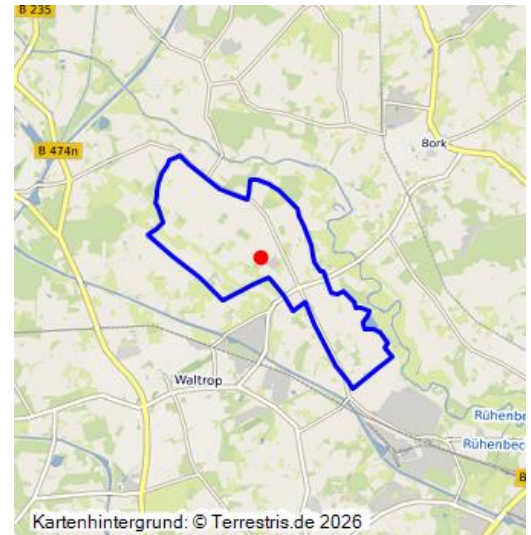 B 235
B 474n
Bork
Waltrop
Rühenbe
Rühenbec
B
Kartenhintergrund: © Terrestris.de 2026